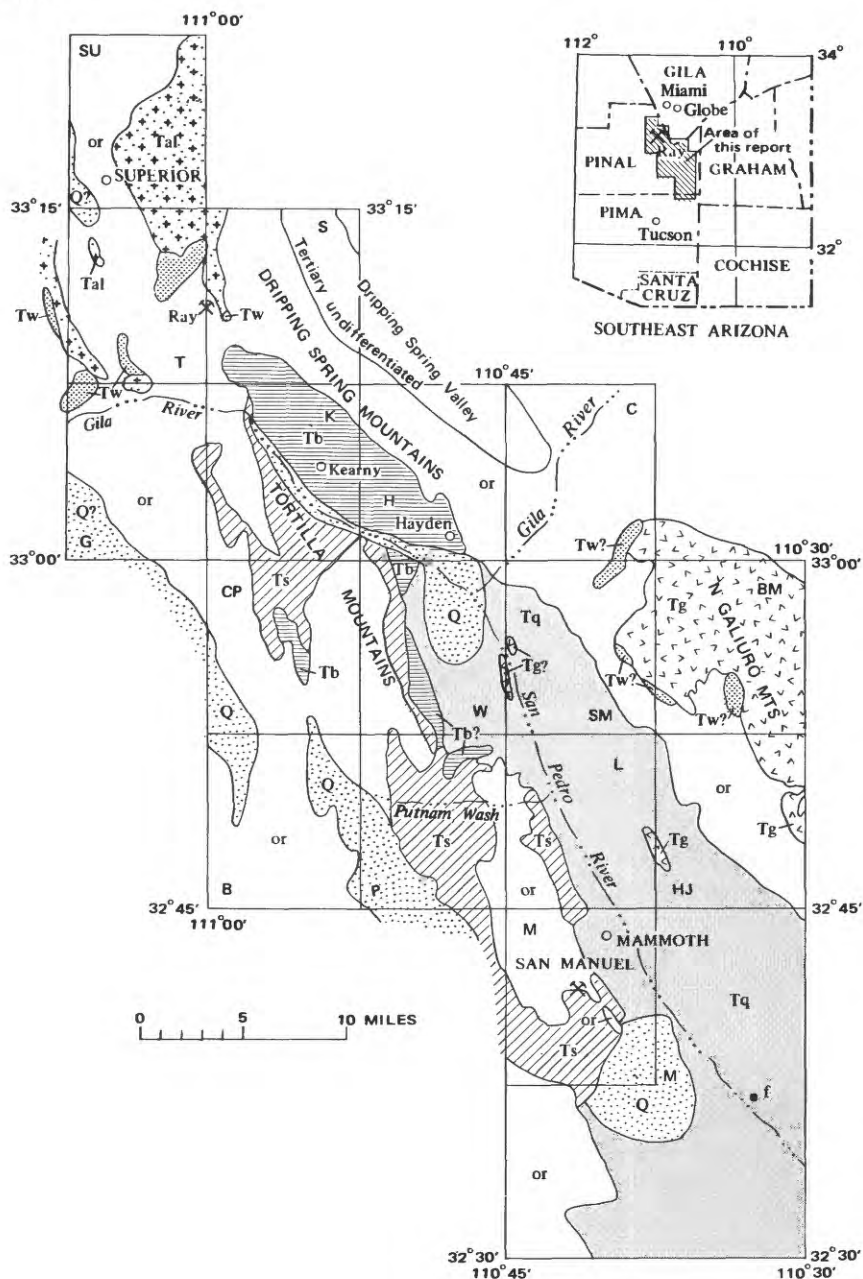 111°00'
SU
Tal
or
SUPERIOR
Q?
33°15'
33°15'
S
Tertiary undifferentiated
Dripping Spring Valley
DRIPPING SPRING MOUNTAINS
Tal
Tw
Ray
Tw
T
Tw
Gila River
K
Tb
Kearny
H
Hayden
or
110°45'
C
Gila River
or
Q?
G
TORTILLA MOUNTAINS
33°00'
Ts
CP
Tb
Tb
Q
Tq
Tw?
110°30'
33°00'
BM
Tg
N GALIURO MTS
Tw?
Tw?
Tg?
San Pedro River
W
SM
L
Tb?
Q
Q
Putnam Wash
Ts
Ts
or
or
Tg
Tg
or
B
P
HJ
32°45'
111°00'
32°45'
M
MAMMOTH
SAN MANUEL
or
Ts
Tq
M
Q
f
or
0 5 10 MILES
32°30'
110°45'
32°30'
110°30'
112°
110°
34°
GILA
Miami
Globe
Area of
this report
Ray
PINAL
GRAHAM
PIMA
Tucson
32°
COCHISE
SANTA
CRUZ
SOUTHEAST ARIZONA